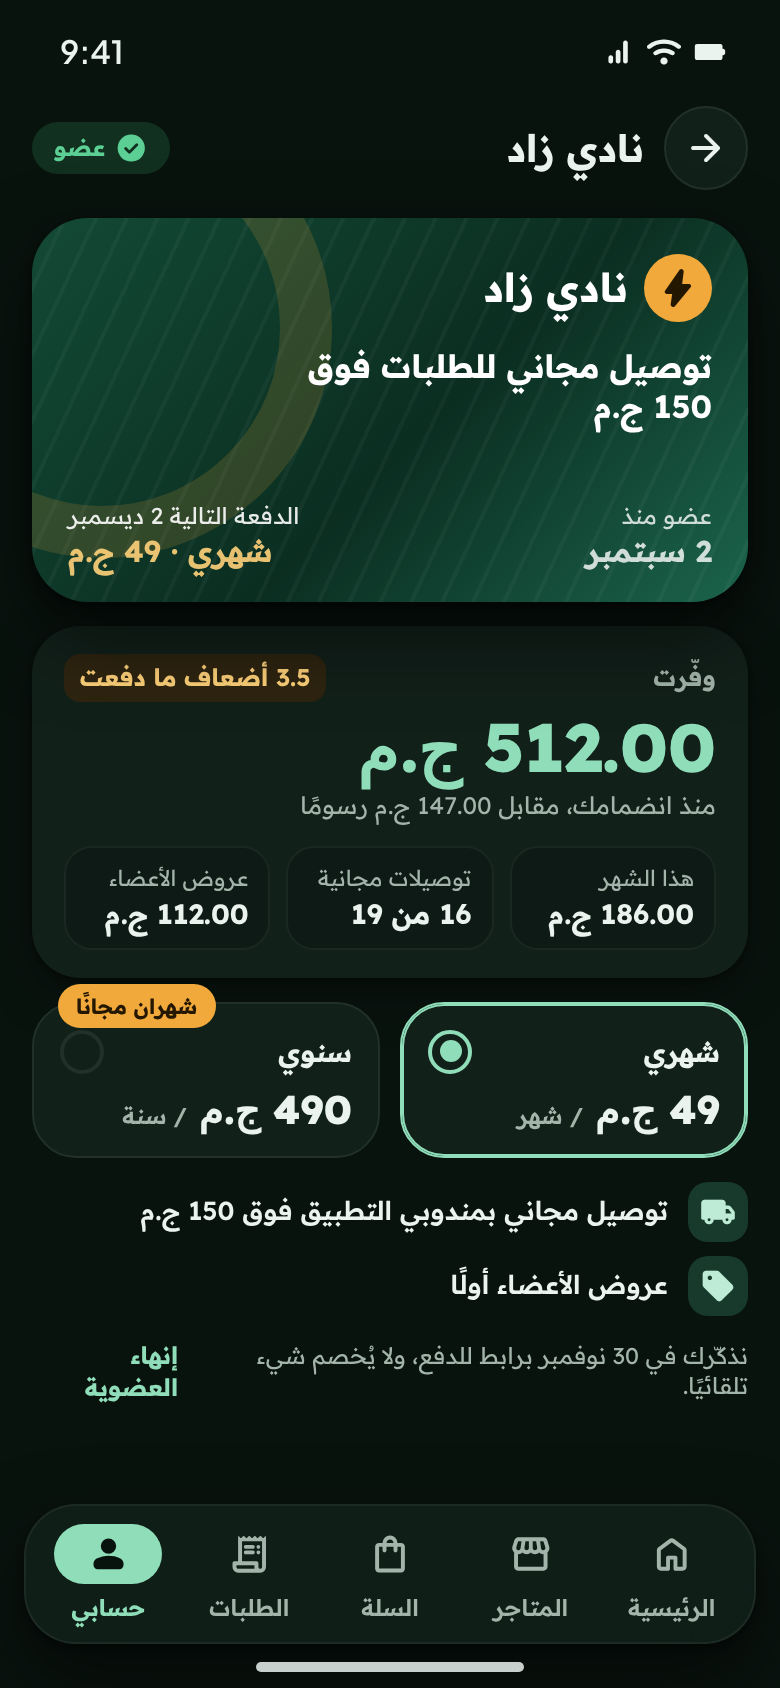 9:41
نادي زاد
عضو
نادي زاد
توصيل مجاني للطلبات فوق
150 ج.م
عضو منذ
2 سبتمبر
الدفعة التالية 2 ديسمبر
شهري · 49 ج.م
وفّرت
3.5 أضعاف ما دفعت
512.00 ج.م
منذ انضمامك، مقابل 147.00 ج.م رسومًا
هذا الشهر
186.00 ج.م
توصيلات مجانية
16 من 19
عروض الأعضاء
112.00 ج.م
شهري
49 ج.م / شهر
شهران مجانًا
سنوي
490 ج.م / سنة
توصيل مجاني بمندوبي التطبيق فوق 150 ج.م
عروض الأعضاء أولًا
نذكّرك في 30 نوفمبر برابط للدفع، ولا يُخصم شيء
تلقائيًا.
إنهاء
العضوية
الرئيسية
المتاجر
السلة
الطلبات
حسابي